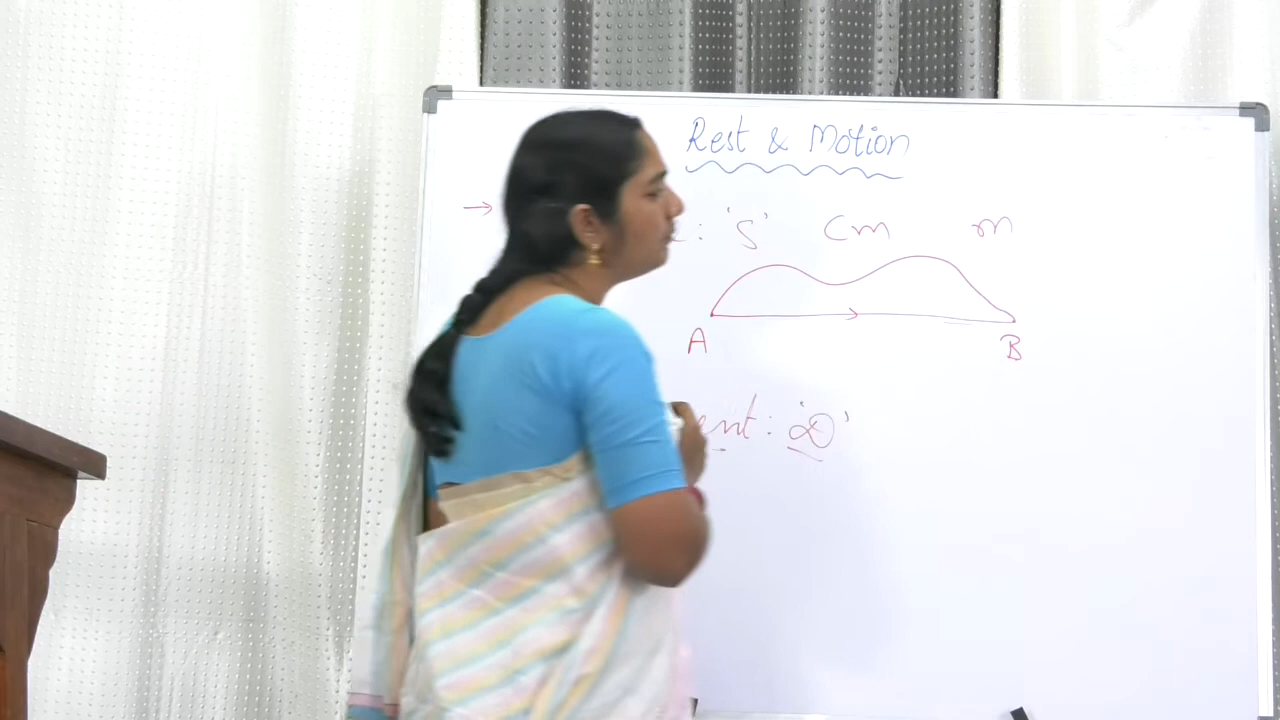 Rest & Motion
→ : 's' Cm m
A B
ent :